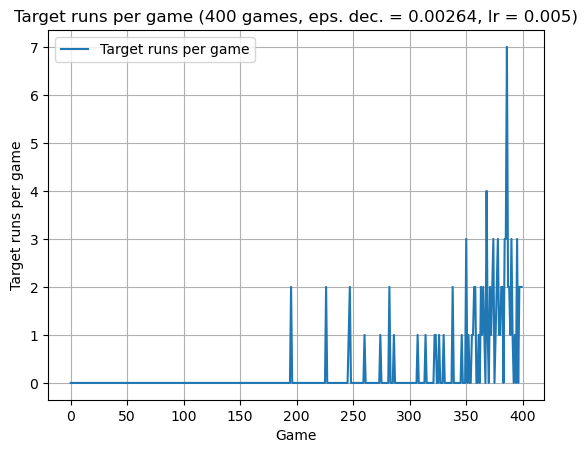 Target runs per game (400 games, eps. dec. = 0.00264, lr = 0.005)
Target runs per game
7
6
5
4
3
2
1
0
Target runs per game
0 50 100 150 200 250 300 350 400
Game